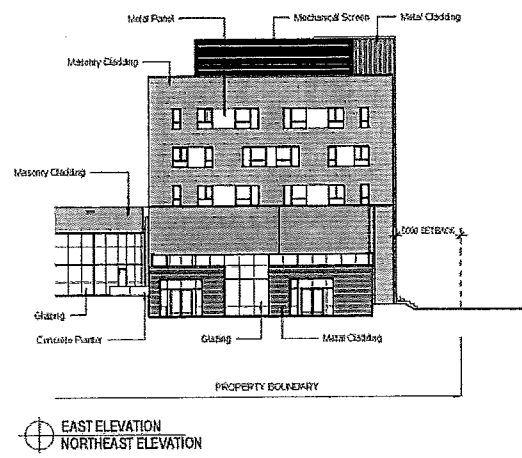 Metal Panel
Mechanical Screen
Metal Cladding
Masonry Cladding
Masonry Cladding
SETBACK
Glazing
Concrete Planter
Glazing
Metal Cladding
PROPERTY BOUNDARY
EAST ELEVATION
NORTHEAST ELEVATION